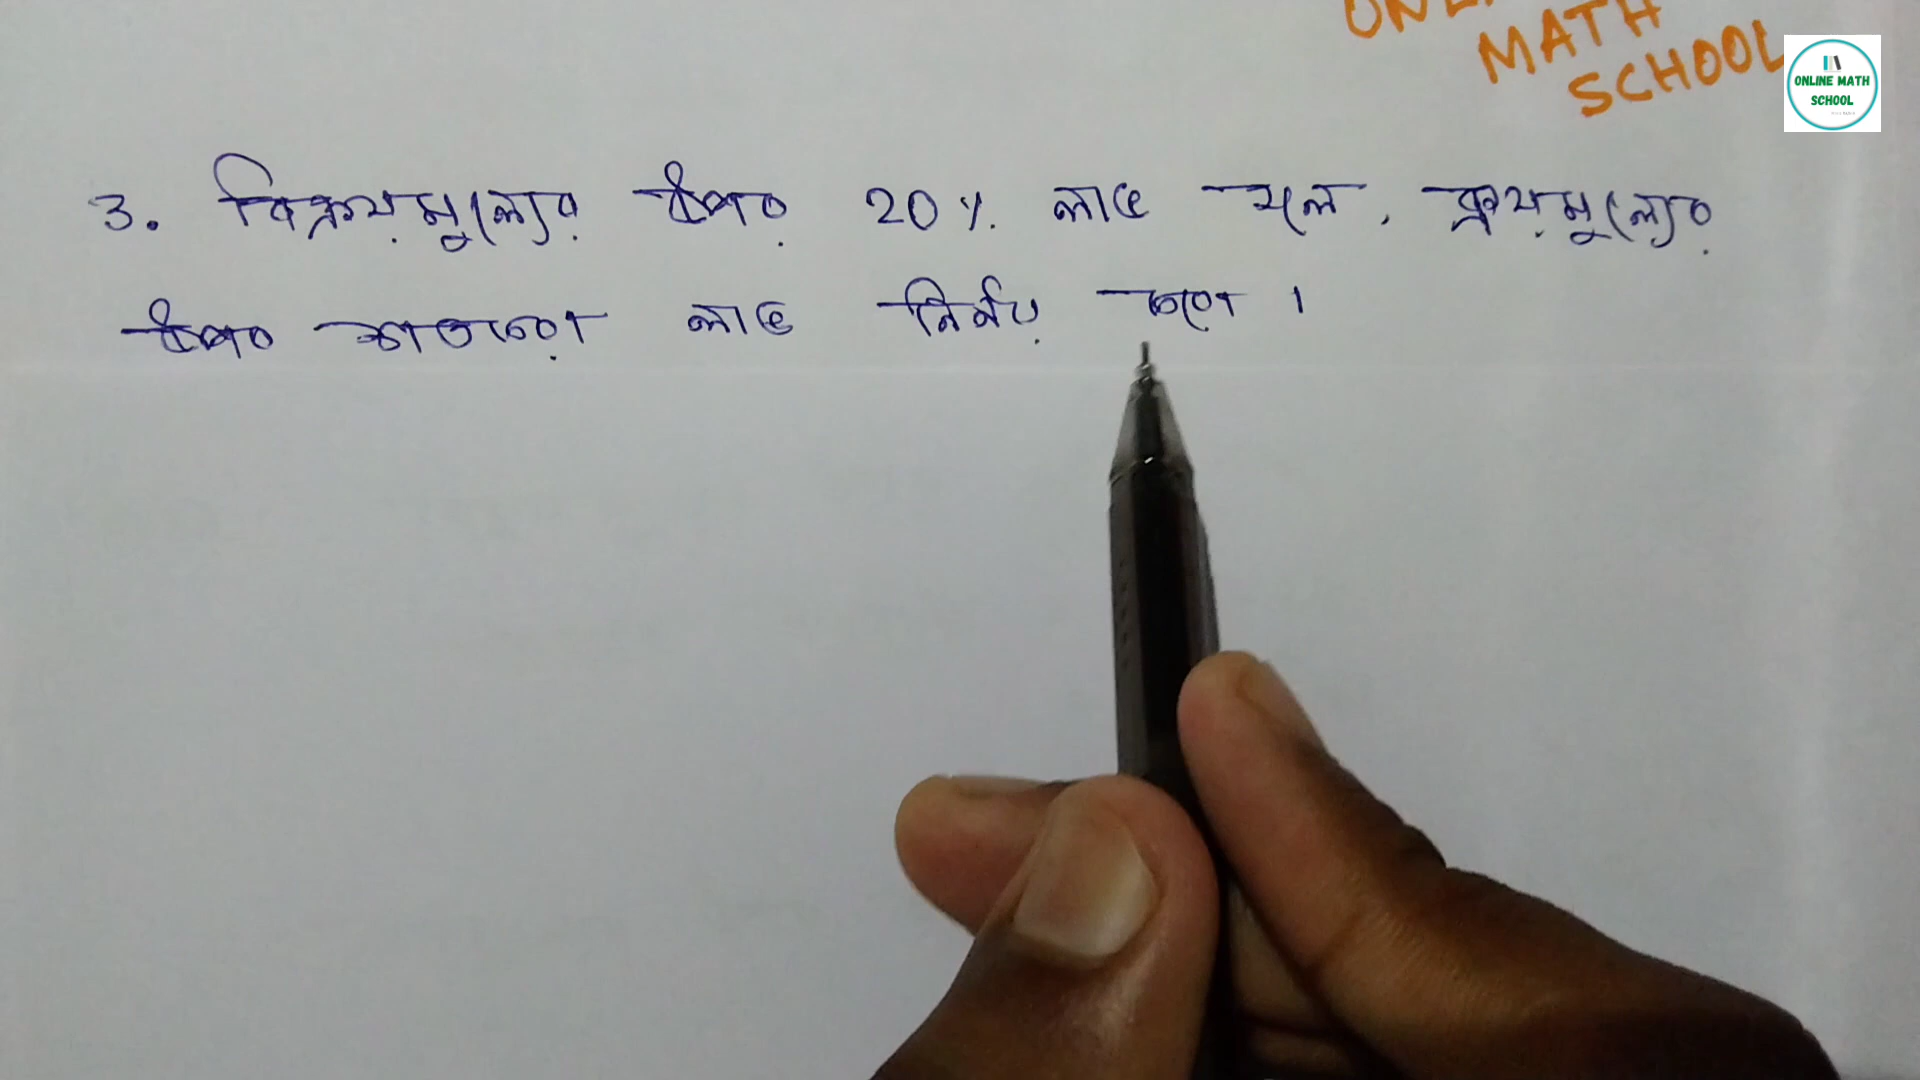 ONLINE
MATH
SCHOOL
ONLINE MATH
SCHOOL
3. বিক্রয়মূল্যের উপর 20% লাভ হলে, ক্রয়মূল্যের
উপর শতকরা লাভ নির্ণয় করো।